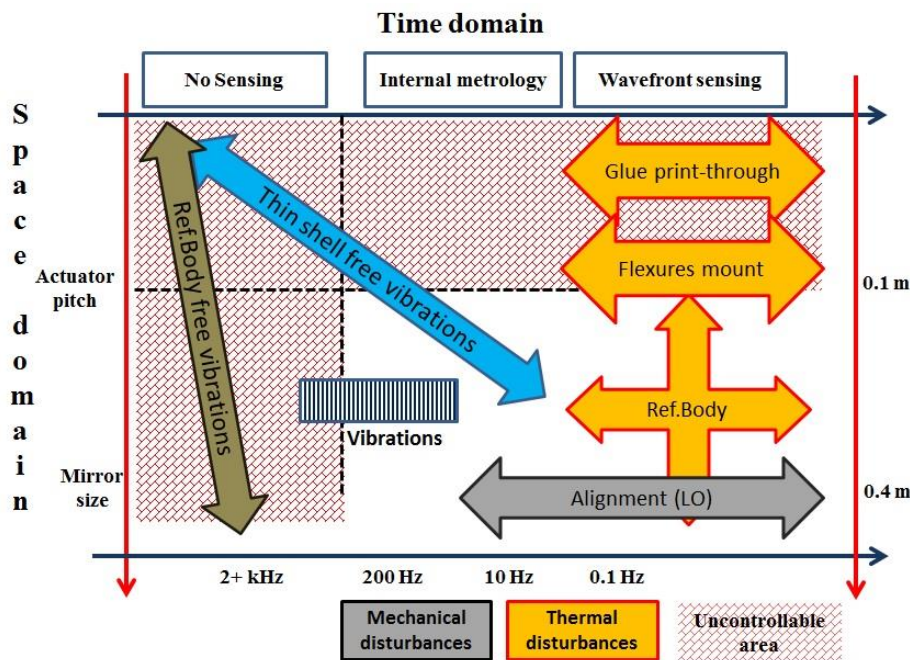 Time domain
No Sensing
Internal metrology
Wavefront sensing
Space domain
Glue print-through
Thin shell free vibrations
Ref.Body free vibrations
Flexures mount
Actuator
pitch
0.1 m
Ref.Body
Vibrations
Mirror
size
Alignment (LO)
0.4 m
2+ kHz
200 Hz
10 Hz
0.1 Hz
Mechanical
disturbances
Thermal
disturbances
Uncontrollable
area